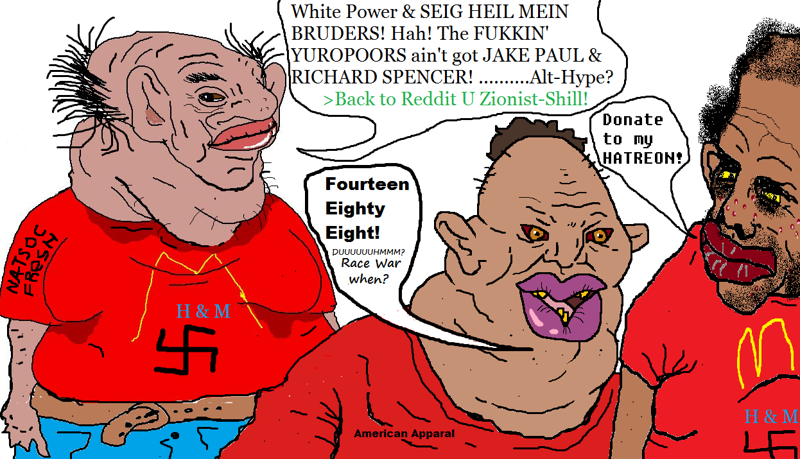 White Power & SEIG HEIL MEIN
BRUDERS! Hah! The FUKKIN'
YUROPOORS ain't got JAKE PAUL &
RICHARD SPENCER! ..........Alt-Hype?
>Back to Reddit U Zionist-Shill!
Donate
to my
HATREON!
Fourteen
Eighty
Eight!
DUUUUUUHMMM?
Race War
when?
NATSOC
FRESH
H & M
American Apparal
H & M